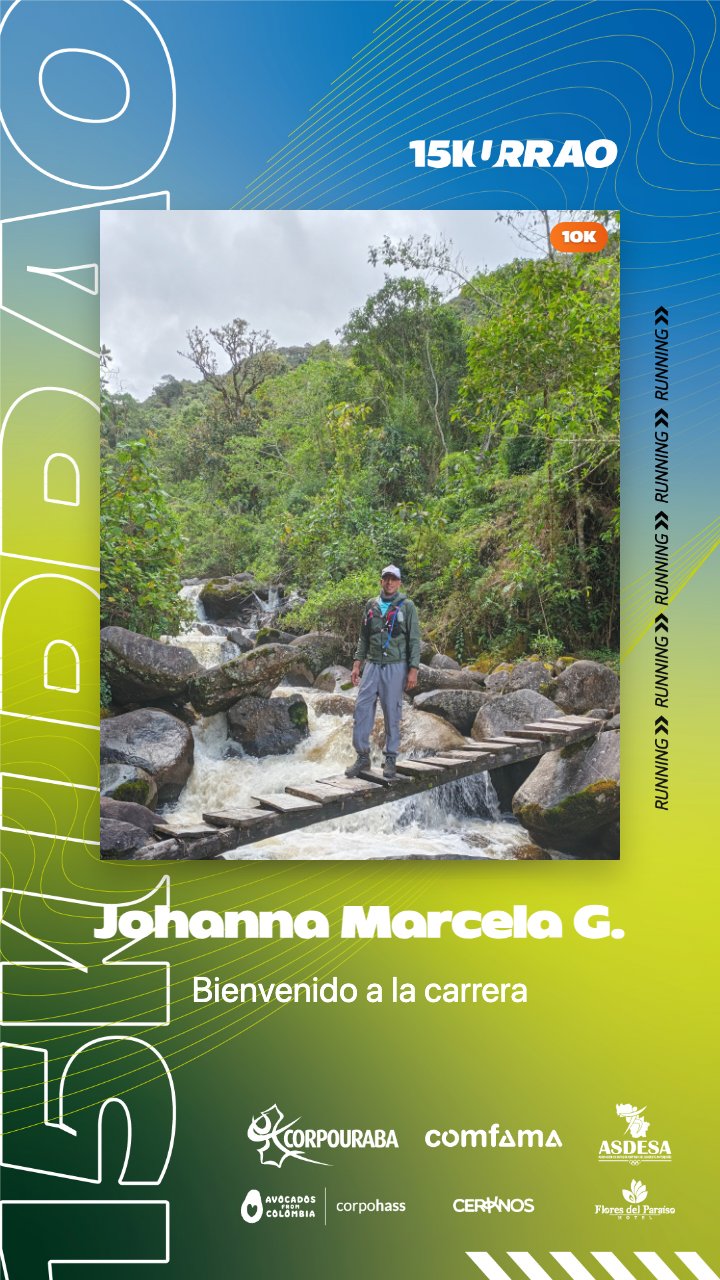 15KURRAO
10K
RUNNING
RUNNING
RUNNING
RUNNING
RUNNING
15KURRAO
Johanna Marcela G.
Bienvenido a la carrera
CORPOURABA
comfama
ASDESA
AVOCADOS
FROM
COLOMBIA
corpohass
Flores del Paraíso
HOTEL